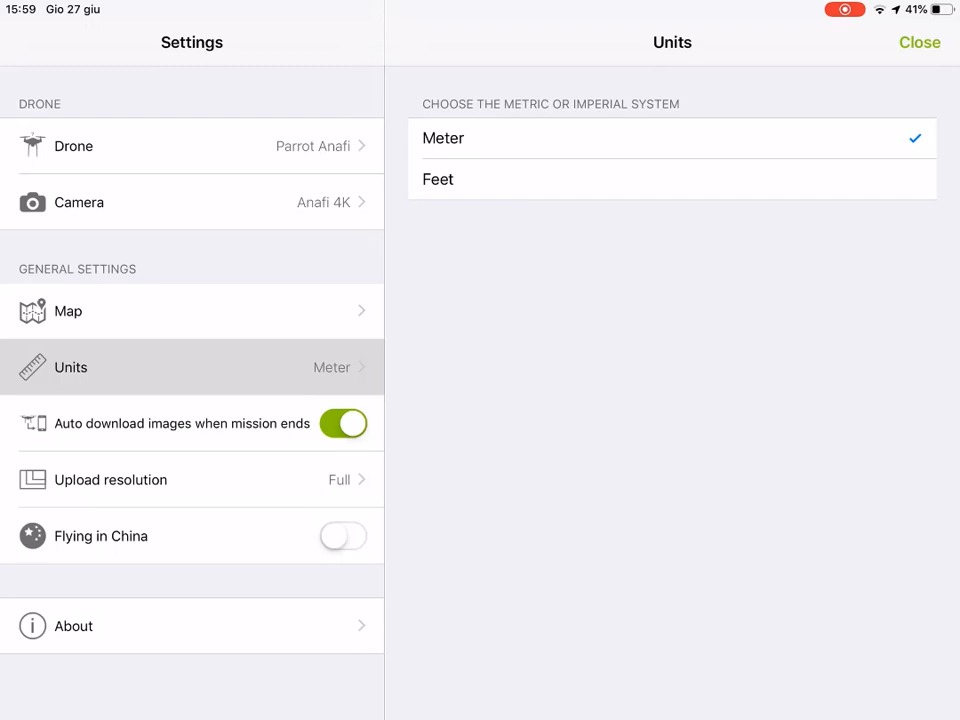 15:59 Gio 27 giu 41%
Settings
Units
Close
DRONE
Drone Parrot Anafi
Camera Anafi 4K
GENERAL SETTINGS
Map
Units Meter
Auto download images when mission ends
Upload resolution Full
Flying in China
About
CHOOSE THE METRIC OR IMPERIAL SYSTEM
Meter
Feet